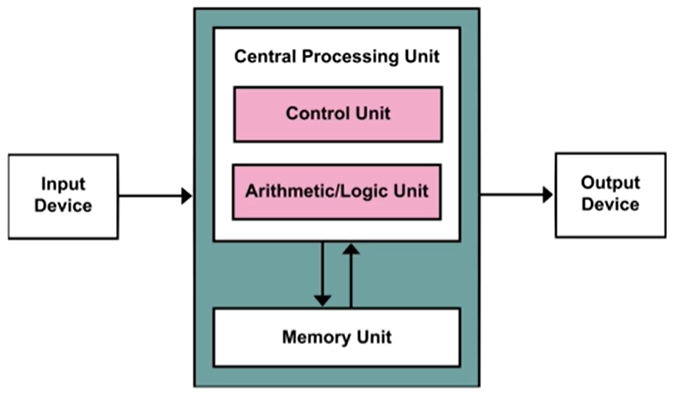 Central Processing Unit
Control Unit
Arithmetic/Logic Unit
Input
Device
Output
Device
Memory Unit